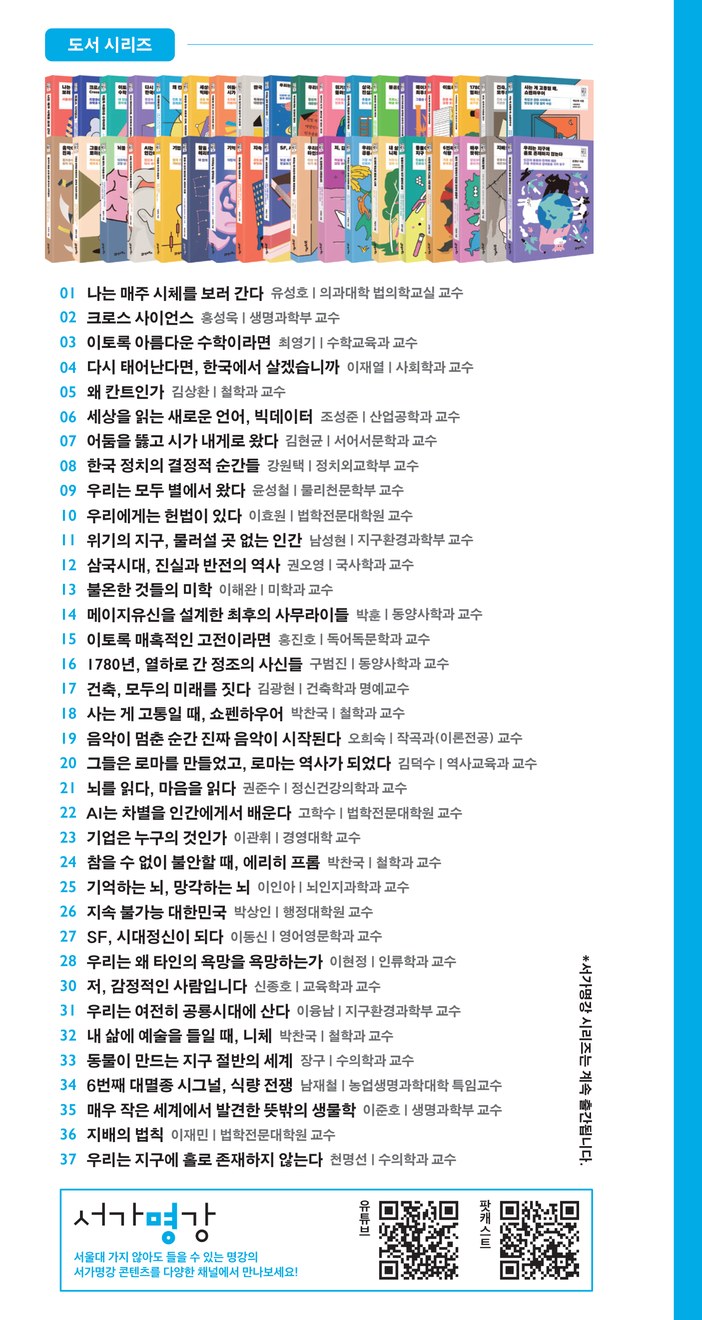 도서 시리즈
01 나는 매주 시체를 보러 간다 유성호 | 의과대학 법의학교실 교수
02 크로스 사이언스 홍성욱 | 생명과학부 교수
03 이토록 아름다운 수학이라면 최영기 | 수학교육과 교수
04 다시 태어난다면, 한국에서 살겠습니까 이재열 | 사회학과 교수
05 왜 칸트인가 김상환 | 철학과 교수
06 세상을 읽는 새로운 언어, 빅데이터 조성준 | 산업공학과 교수
07 어둠을 뚫고 시가 내게로 왔다 김현균 | 서어서문학과 교수
08 한국 정치의 결정적 순간들 강원택 | 정치외교학부 교수
09 우리는 모두 별에서 왔다 윤성철 | 물리천문학부 교수
10 우리에게는 헌법이 있다 이효원 | 법학전문대학원 교수
11 위기의 지구, 물러설 곳 없는 인간 남성현 | 지구환경과학부 교수
12 삼국시대, 진실과 반전의 역사 권오영 | 국사학과 교수
13 불온한 것들의 미학 이해완 | 미학과 교수
14 메이지유신을 설계한 최후의 사무라이들 박훈 | 동양사학과 교수
15 이토록 매혹적인 고전이라면 홍진호 | 독어독문학과 교수
16 1780년, 열하로 간 정조의 사신들 구범진 | 동양사학과 교수
17 건축, 모두의 미래를 짓다 김광현 | 건축학과 명예교수
18 사는 게 고통일 때, 쇼펜하우어 박찬국 | 철학과 교수
19 음악이 멈춘 순간 진짜 음악이 시작된다 오희숙 | 작곡과(이론전공) 교수
20 그들은 로마를 만들었고, 로마는 역사가 되었다 김덕수 | 역사교육과 교수
21 뇌를 읽다, 마음을 읽다 권준수 | 정신건강의학과 교수
22 AI는 차별을 인간에게서 배운다 고학수 | 법학전문대학원 교수
23 기업은 누구의 것인가 이관휘 | 경영대학 교수
24 참을 수 없이 불안할 때, 에리히 프롬 박찬국 | 철학과 교수
25 기억하는 뇌, 망각하는 뇌 이인아 | 뇌인지과학과 교수
26 지속 불가능 대한민국 박상인 | 행정대학원 교수
27 SF, 시대정신이 되다 이동신 | 영어영문학과 교수
28 우리는 왜 타인의 욕망을 욕망하는가 이현정 | 인류학과 교수
30 저, 감정적인 사람입니다 신종호 | 교육학과 교수
31 우리는 여전히 공룡시대에 산다 이융남 | 지구환경과학부 교수
32 내 삶에 예술을 들일 때, 니체 박찬국 | 철학과 교수
33 동물이 만드는 지구 절반의 세계 장구 | 수의학과 교수
34 6번째 대멸종 시그널, 식량 전쟁 남재철 | 농업생명과학대학 특임교수
35 매우 작은 세계에서 발견한 뜻밖의 생물학 이준호 | 생명과학부 교수
36 지배의 법칙 이재민 | 법학전문대학원 교수
37 우리는 지구에 홀로 존재하지 않는다 천명선 | 수의학과 교수
*서가명강 시리즈는 계속 출간됩니다.
서가명강
서울대 가지 않아도 들을 수 있는 명강의
서가명강 콘텐츠를 다양한 채널에서 만나보세요!
유튜브
팟캐스트